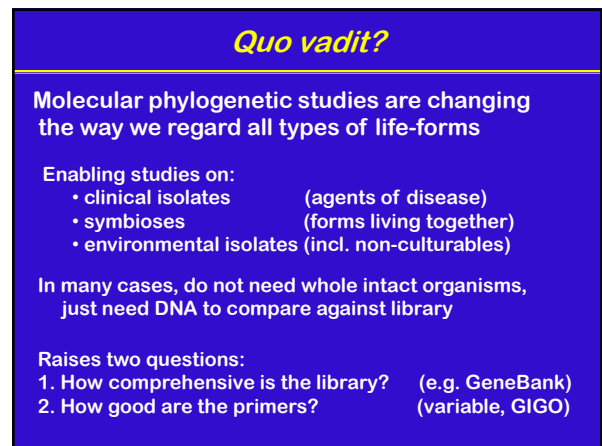 Quo vadit?
Molecular phylogenetic studies are changing
the way we regard all types of life-forms
Enabling studies on:
• clinical isolates (agents of disease)
• symbioses (forms living together)
• environmental isolates (incl. non-culturables)
In many cases, do not need whole intact organisms,
just need DNA to compare against library
Raises two questions:
1. How comprehensive is the library? (e.g. GeneBank)
2. How good are the primers? (variable, GIGO)